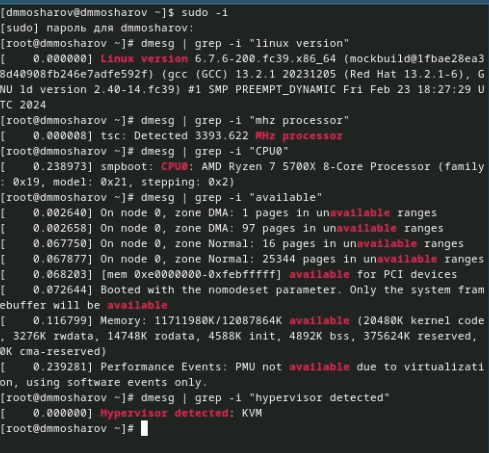 [dmmosharov@dmmosharov ~]$ sudo -i
[sudo] пароль для dmmosharov:
[root@dmmosharov ~]# dmesg | grep -i "linux version"
[    0.000000] Linux version 6.7.6-200.fc39.x86_64 (mockbuild@1fbae28ea3
8d40908fb246e7adfe592f) (gcc (GCC) 13.2.1 20231205 (Red Hat 13.2.1-6), G
NU ld version 2.40-14.fc39) #1 SMP PREEMPT_DYNAMIC Fri Feb 23 18:27:29 U
TC 2024
[root@dmmosharov ~]# dmesg | grep -i "mhz processor"
[    0.000008] tsc: Detected 3393.622 MHz processor
[root@dmmosharov ~]# dmesg | grep -i "CPU0"
[    0.238973] smpboot: CPU0: AMD Ryzen 7 5700X 8-Core Processor (family
: 0x19, model: 0x21, stepping: 0x2)
[root@dmmosharov ~]# dmesg | grep -i "available"
[    0.002640] On node 0, zone DMA: 1 pages in unavailable ranges
[    0.002658] On node 0, zone DMA: 97 pages in unavailable ranges
[    0.067750] On node 0, zone Normal: 16 pages in unavailable ranges
[    0.067877] On node 0, zone Normal: 25344 pages in unavailable ranges
[    0.068203] [mem 0xe0000000-0xfebfffff] available for PCI devices
[    0.072644] Booted with the nomodeset parameter. Only the system fram
ebuffer will be available
[    0.116799] Memory: 11711980K/12087864K available (20480K kernel code
, 3276K rwdata, 14748K rodata, 4588K init, 4892K bss, 375624K reserved, 
0K cma-reserved)
[    0.239281] Performance Events: PMU not available due to virtualizati
on, using software events only.
[root@dmmosharov ~]# dmesg | grep -i "hypervisor detected"
[    0.000000] Hypervisor detected: KVM
[root@dmmosharov ~]#